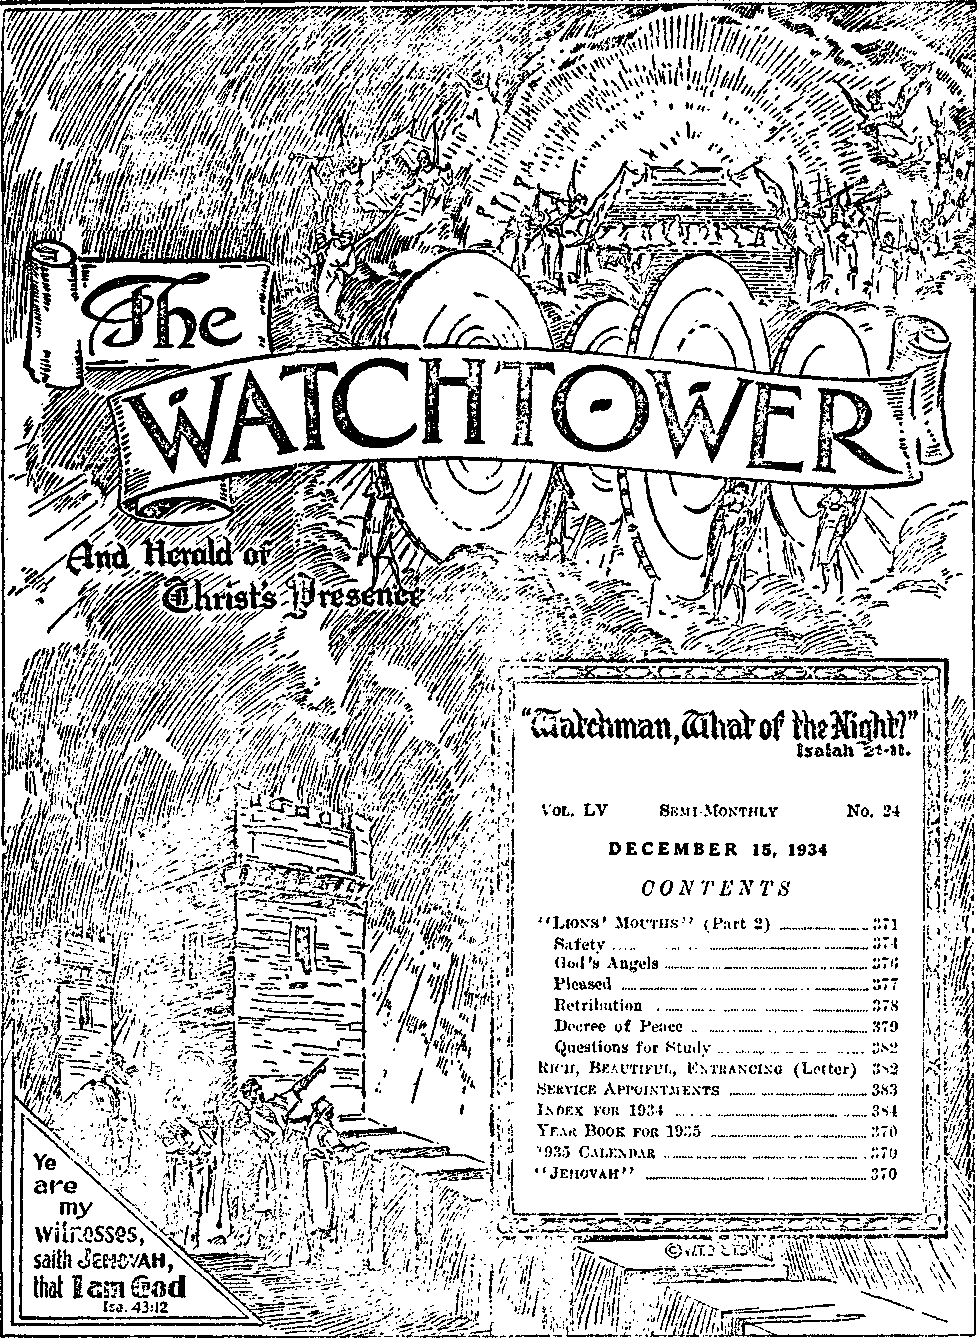 The
WATCHTOWER
And Herald of
Christ's Presence
"Watchman, What of the Night?"
Isaiah 21-11.
VOL. LV SEMI-MONTHLY No. 24
DECEMBER 15, 1934
CONTENTS
"LIONS' MOUTHS" (Part 2) 371
Safety 374
God's Angels 376
Pleased 377
Retribution 378
Decree of Peace 379
Questions for Study 382
RICH, BEAUTIFUL, ENTRANCING (Letter) 382
SERVICE APPOINTMENTS 383
INDEX FOR 1934 384
YEAR BOOK FOR 1935 370
1935 CALENDAR 370
"JEHOVAH" 370
Ye
are
my
witnesses,
saith JEHOVAH,
that I am God
Isa. 43:12